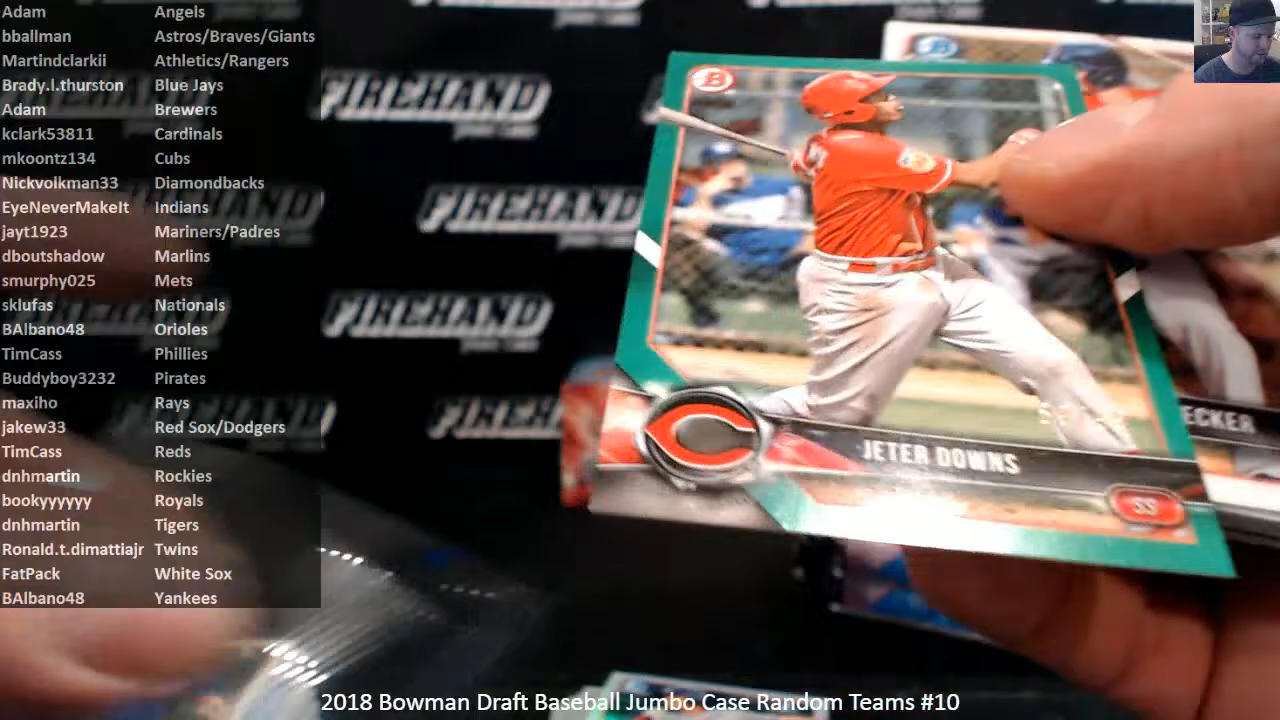 Adam Angels
bballman Astros/Braves/Giants
Martindclarkii Athletics/Rangers
Brady.l.thurston Blue Jays
Adam Brewers
kclark53811 Cardinals
mkoontz134 Cubs
Nickvolkman33 Diamondbacks
EyeNeverMakeIt Indians
jayt1923 Mariners/Padres
dboutshadow Marlins
smurphy025 Mets
sklufas Nationals
BAlbano48 Orioles
TimCass Phillies
Buddyboy3232 Pirates
maxiho Rays
jakew33 Red Sox/Dodgers
TimCass Reds
dnhmartin Rockies
bookyyyyyy Royals
dnhmartin Tigers
Ronald.t.dimattiajr Twins
FatPack White Sox
BAlbano48 Yankees
FIREHAND
FIREHAND
FIREHAND
FIREHAND
B
JETER DOWNS
SS
ECKER
2018 Bowman Draft Baseball Jumbo Case Random Teams #10